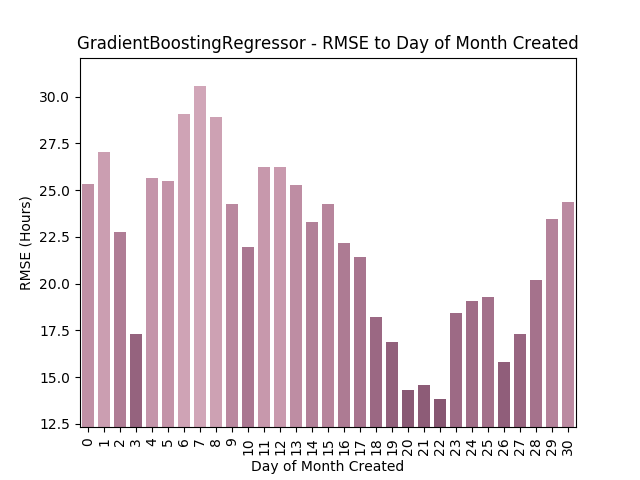 GradientBoostingRegressor - RMSE to Day of Month Created
30.0
27.5
25.0
22.5
20.0
17.5
15.0
12.5
RMSE (Hours)
0 1 2 3 4 5 6 7 8 9 10 11 12 13 14 15 16 17 18 19 20 21 22 23 24 25 26 27 28 29 30
Day of Month Created